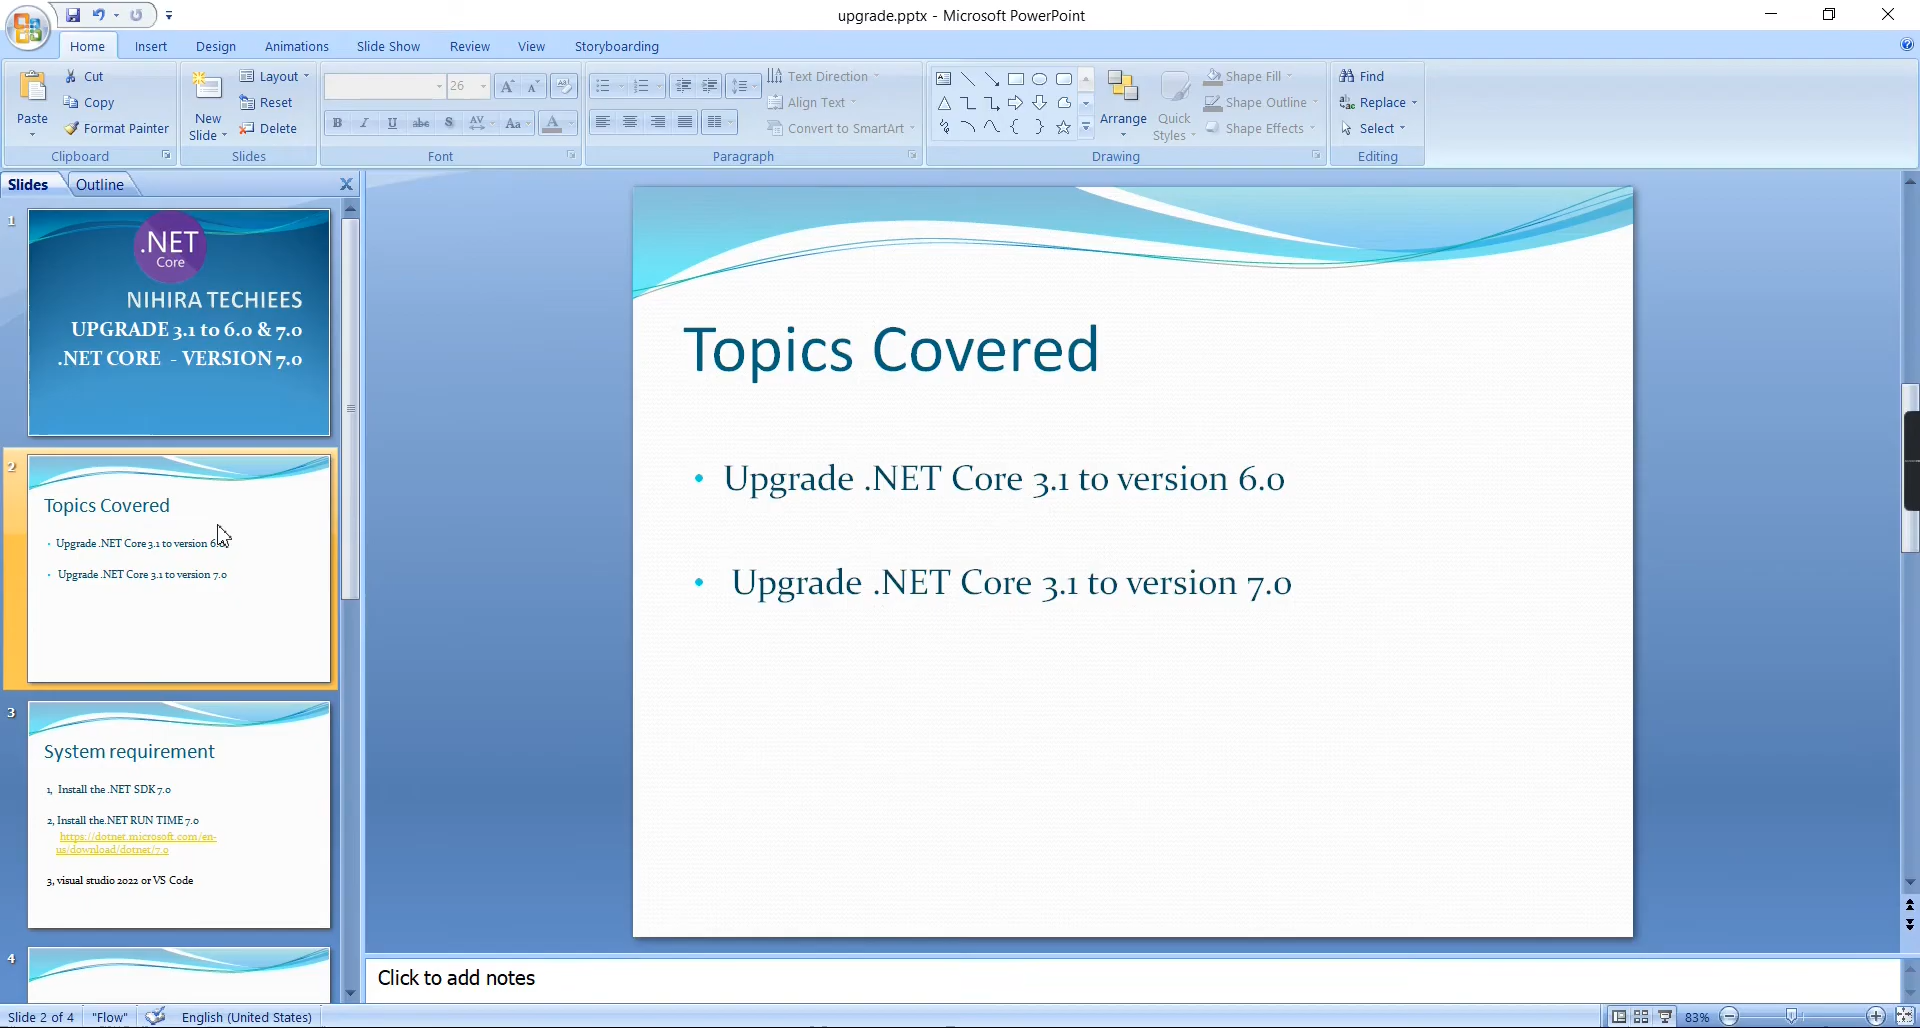 upgrade.pptx - Microsoft PowerPoint
Home Insert Design Animations Slide Show Review View Storyboarding
Paste
Cut
Copy
Format Painter
Clipboard
New
Slide
Layout
Reset
Delete
Slides
26
B I U abc S AV Aa A
Font
Text Direction
Align Text
Convert to SmartArt
Paragraph
Arrange
Quick
Styles
Shape Fill
Shape Outline
Shape Effects
Drawing
Find
Replace
Select
Editing
Slides Outline
1
.NET
Core
NIHIRA TECHIEES
UPGRADE 3.1 to 6.0 & 7.0
.NET CORE - VERSION 7.0
2
Topics Covered
• Upgrade .NET Core 3.1 to version 6.0
• Upgrade .NET Core 3.1 to version 7.0
3
System requirement
1, Install the .NET SDK 7.0
2, Install the.NET RUN TIME 7.0
https://dotnet.microsoft.com/en-
us/download/dotnet/7.0
3, visual studio 2022 or VS Code
4
Topics Covered
• Upgrade .NET Core 3.1 to version 6.0
• Upgrade .NET Core 3.1 to version 7.0
Click to add notes
Slide 2 of 4 "Flow" English (United States) 83%